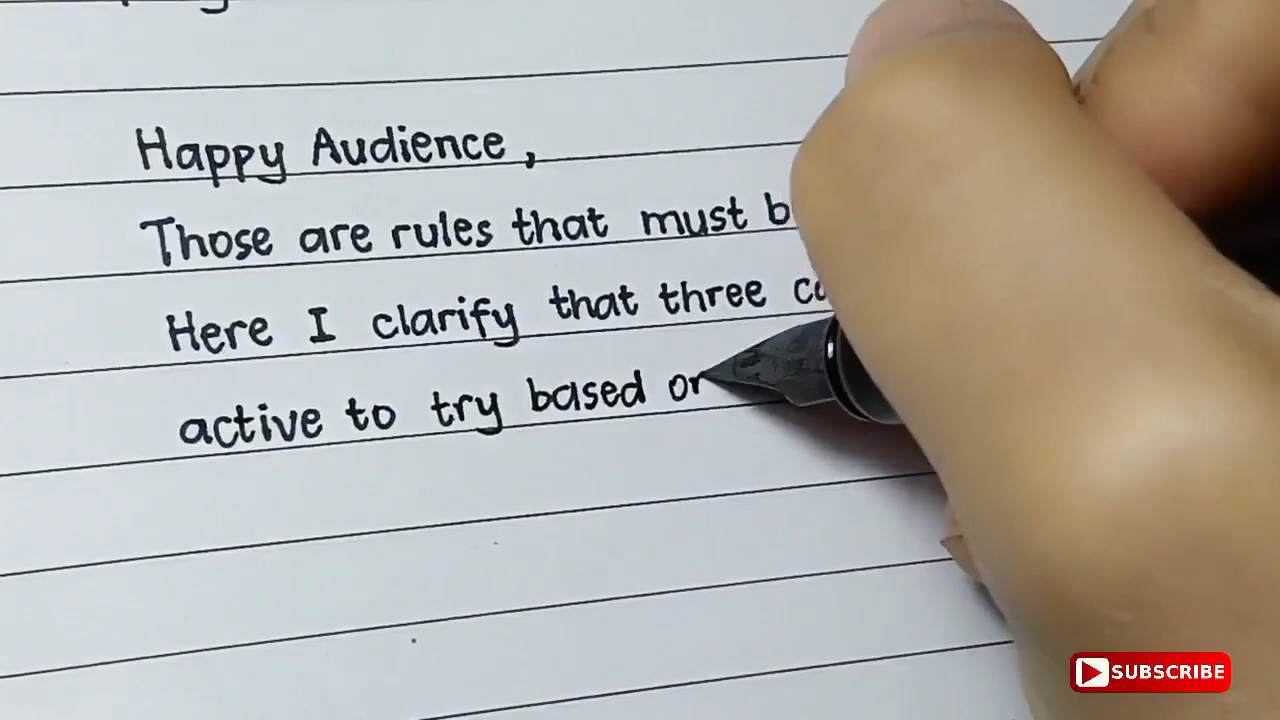 Happy Audience,
Those are rules that must
Here I clarify that three
active to try based
SUBSCRIBE